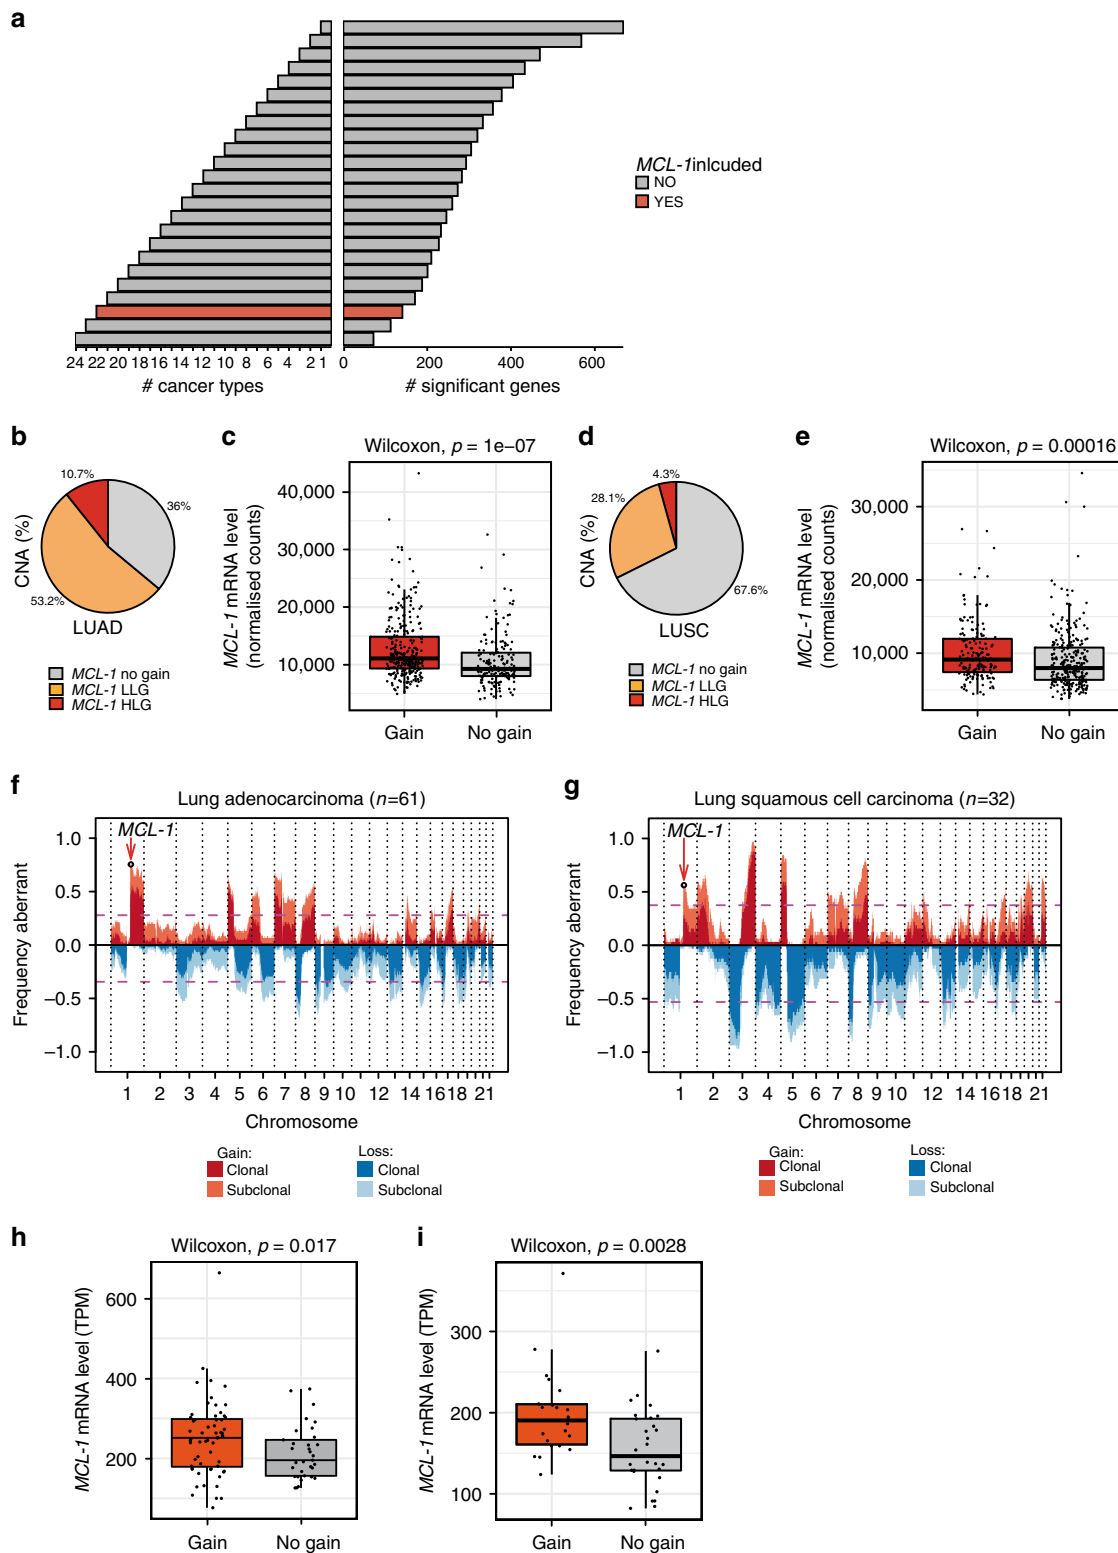 a
MCL-1inlcuded
NO
YES
24 22 20 18 16 14 12 10 8 6 4 2 1
0 200 400 600
# cancer types
# significant genes
b
10.7%
36%
53.2%
CNA (%)
LUAD
MCL-1 no gain
MCL-1 LLG
MCL-1 HLG
c
Wilcoxon, p = 1e−07
MCL-1 mRNA level
(normalised counts)
40,000
30,000
20,000
10,000
Gain
No gain
d
4.3%
28.1%
67.6%
CNA (%)
LUSC
MCL-1 no gain
MCL-1 LLG
MCL-1 HLG
e
Wilcoxon, p = 0.00016
MCL-1 mRNA level
(normalised counts)
30,000
20,000
10,000
Gain
No gain
f
Lung adenocarcinoma (n=61)
MCL-1
Frequency aberrant
1.0
0.5
0.0
−0.5
−1.0
1 2 3 4 5 6 7 8 9 10 12 14 16 18 21
Chromosome
Gain:
Clonal
Subclonal
Loss:
Clonal
Subclonal
g
Lung squamous cell carcinoma (n=32)
MCL-1
Frequency aberrant
1.0
0.5
0.0
−0.5
−1.0
1 2 3 4 5 6 7 8 9 10 12 14 16 18 21
Chromosome
Gain:
Clonal
Subclonal
Loss:
Clonal
Subclonal
h
Wilcoxon, p = 0.017
MCL-1 mRNA level (TPM)
600
400
200
Gain
No gain
i
Wilcoxon, p = 0.0028
MCL-1 mRNA level (TPM)
300
200
100
Gain
No gain